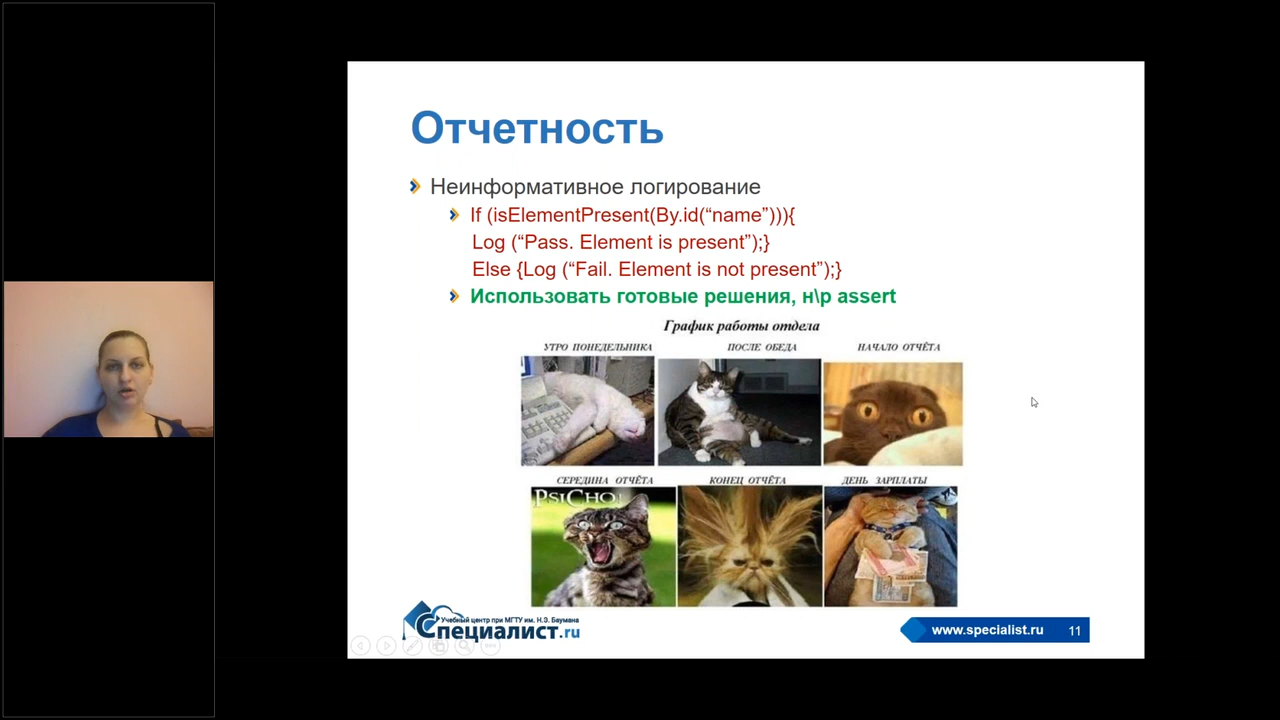 Отчетность
Неинформативное логирование
If (isElementPresent(By.id(“name”))){
Log (“Pass. Element is present”);}
Else {Log (“Fail. Element is not present”);}
Использовать готовые решения, н\р assert
График работы отдела
УТРО ПОНЕДЕЛЬНИКА
ПОСЛЕ ОБЕДА
НАЧАЛО ОТЧЁТА
СЕРЕДИНА ОТЧЁТА
КОНЕЦ ОТЧЁТА
ДЕНЬ ЗАРПЛАТЫ
PSiCHO!
Учебный центр при МГТУ им. Н.Э. Баумана
Специалист.ru
www.specialist.ru
11